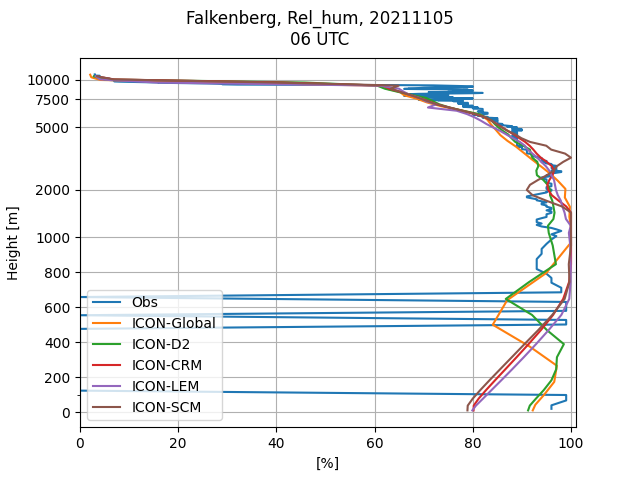 Falkenberg, Rel_hum, 20211105
06 UTC
10000
7500
5000
2000
1000
800
600
400
200
0
Height [m]
Obs
ICON-Global
ICON-D2
ICON-CRM
ICON-LEM
ICON-SCM
0 20 40 60 80 100
[%]